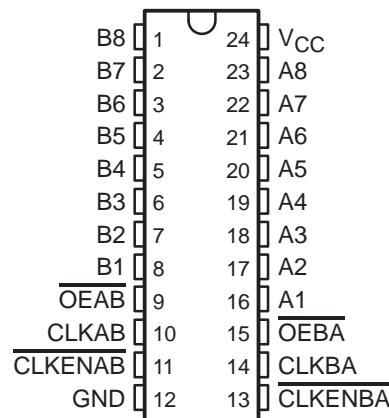 B8 1 24 VCC
B7 2 23 A8
B6 3 22 A7
B5 4 21 A6
B4 5 20 A5
B3 6 19 A4
B2 7 18 A3
B1 8 17 A2
OEAB 9 16 A1
CLKAB 10 15 OEBA
CLKENAB 11 14 CLKBA
GND 12 13 CLKENBA